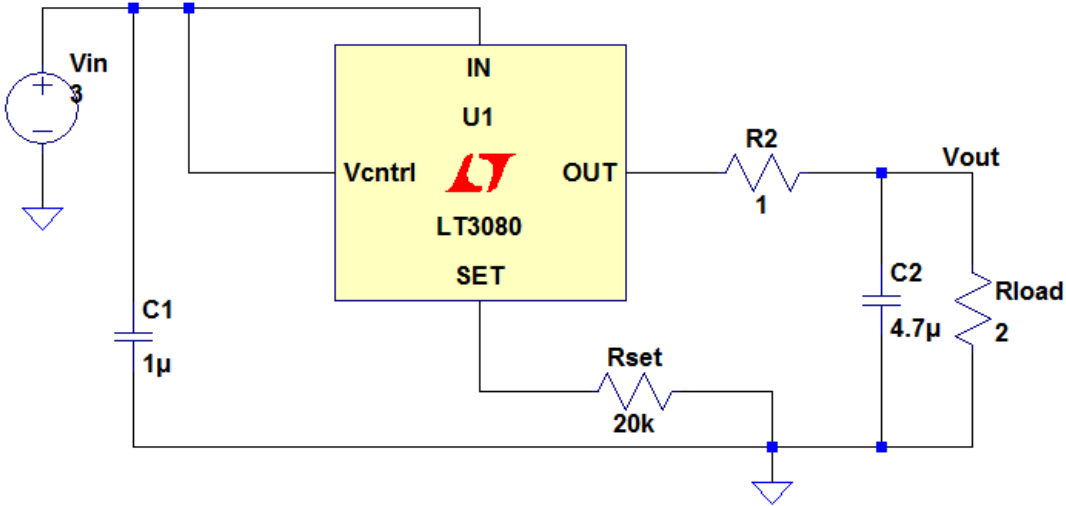 Vin
3
IN
U1
Vcntrl
OUT
LT3080
SET
R2
1
Vout
C1
1µ
Rset
20k
C2
4.7µ
Rload
2